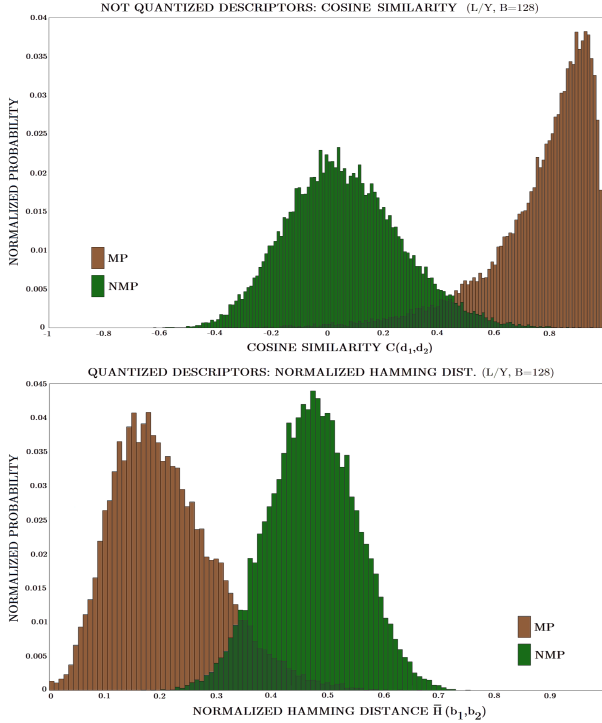 NOT QUANTIZED DESCRIPTORS: COSINE SIMILARITY (L/Y, B=128)
0.04
0.035
0.03
0.025
0.02
0.015
0.01
0.005
0
NORMALIZED PROBABILITY
MP
NMP
-1 -0.8 -0.6 -0.4 -0.2 0 0.2 0.4 0.6 0.8
COSINE SIMILARITY C(d1,d2)
QUANTIZED DESCRIPTORS: NORMALIZED HAMMING DIST. (L/Y, B=128)
0.045
0.04
0.035
0.03
0.025
0.02
0.015
0.01
0.005
0
NORMALIZED PROBABILITY
MP
NMP
0 0.1 0.2 0.3 0.4 0.5 0.6 0.7 0.8 0.9
NORMALIZED HAMMING DISTANCE H̅ (b1,b2)